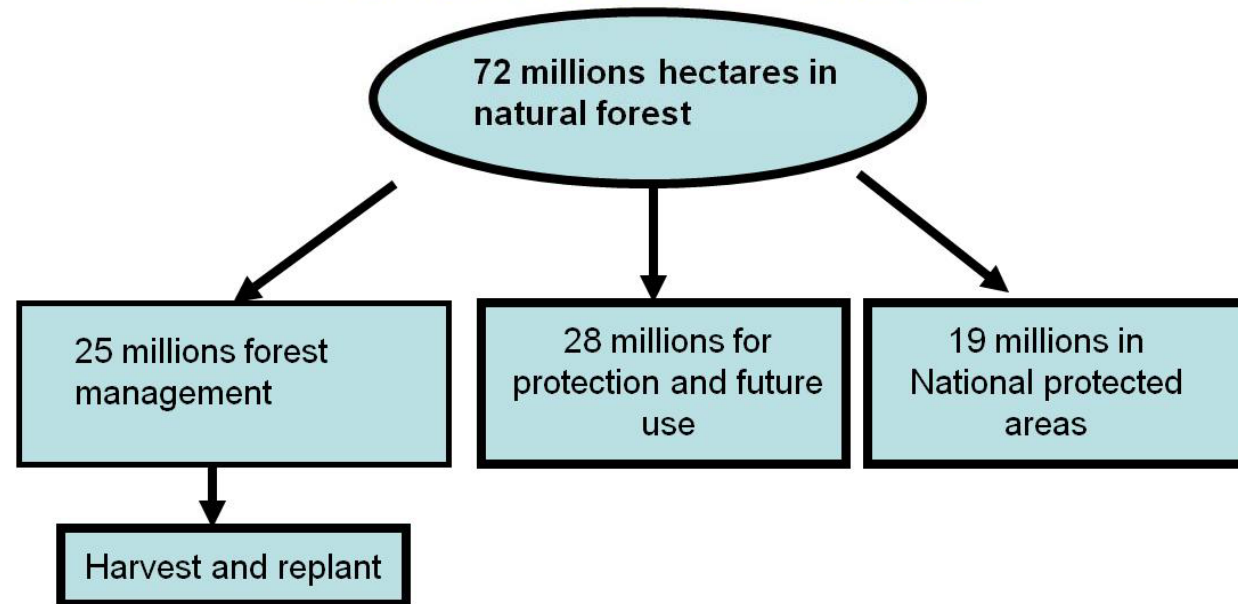 72 millions hectares in
natural forest
25 millions forest
management
28 millions for
protection and future
use
19 millions in
National protected
areas
Harvest and replant